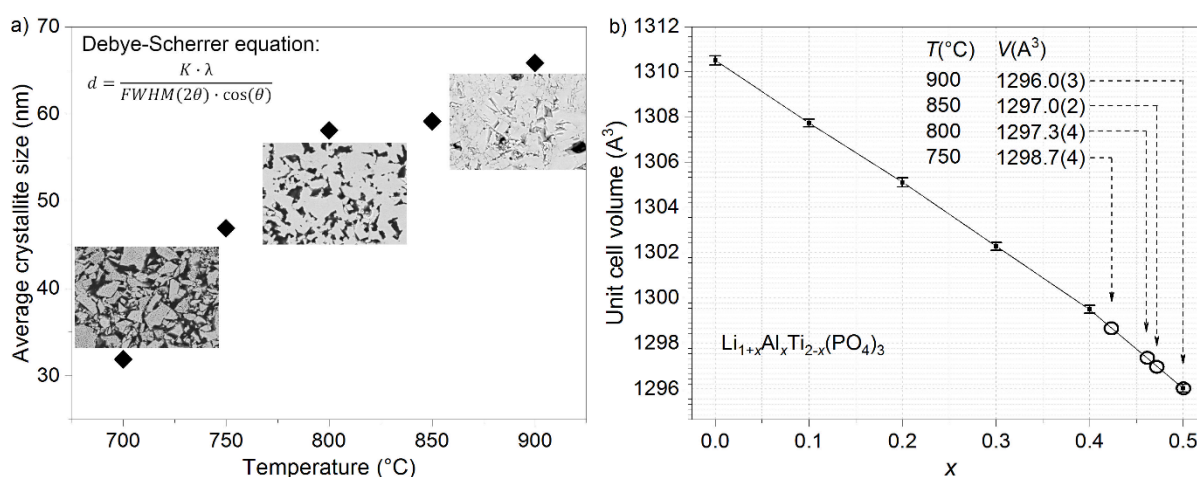 a)
Debye-Scherrer equation:
d = K · λ / FWHM(2θ) · cos(θ)
Average crystallite size (nm)
70
60
50
40
30
700 750 800 850 900
Temperature (°C)
b)
T(°C) V(A³)
900 1296.0(3)
850 1297.0(2)
800 1297.3(4)
750 1298.7(4)
Unit cell volume (A³)
1312
1310
1308
1306
1304
1302
1300
1298
1296
Li₁₊ₓAlₓTi₂₋ₓ(PO₄)₃
0.0 0.1 0.2 0.3 0.4 0.5
x